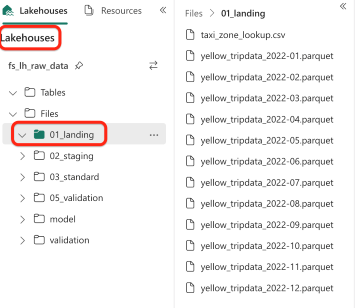 Lakehouses
Resources
Lakehouses
fs_lh_raw_data
Tables
Files
01_landing
02_staging
03_standard
05_validation
model
validation
Files > 01_landing
taxi_zone_lookup.csv
yellow_tripdata_2022-01.parquet
yellow_tripdata_2022-02.parquet
yellow_tripdata_2022-03.parquet
yellow_tripdata_2022-04.parquet
yellow_tripdata_2022-05.parquet
yellow_tripdata_2022-06.parquet
yellow_tripdata_2022-07.parquet
yellow_tripdata_2022-08.parquet
yellow_tripdata_2022-09.parquet
yellow_tripdata_2022-10.parquet
yellow_tripdata_2022-11.parquet
yellow_tripdata_2022-12.parquet